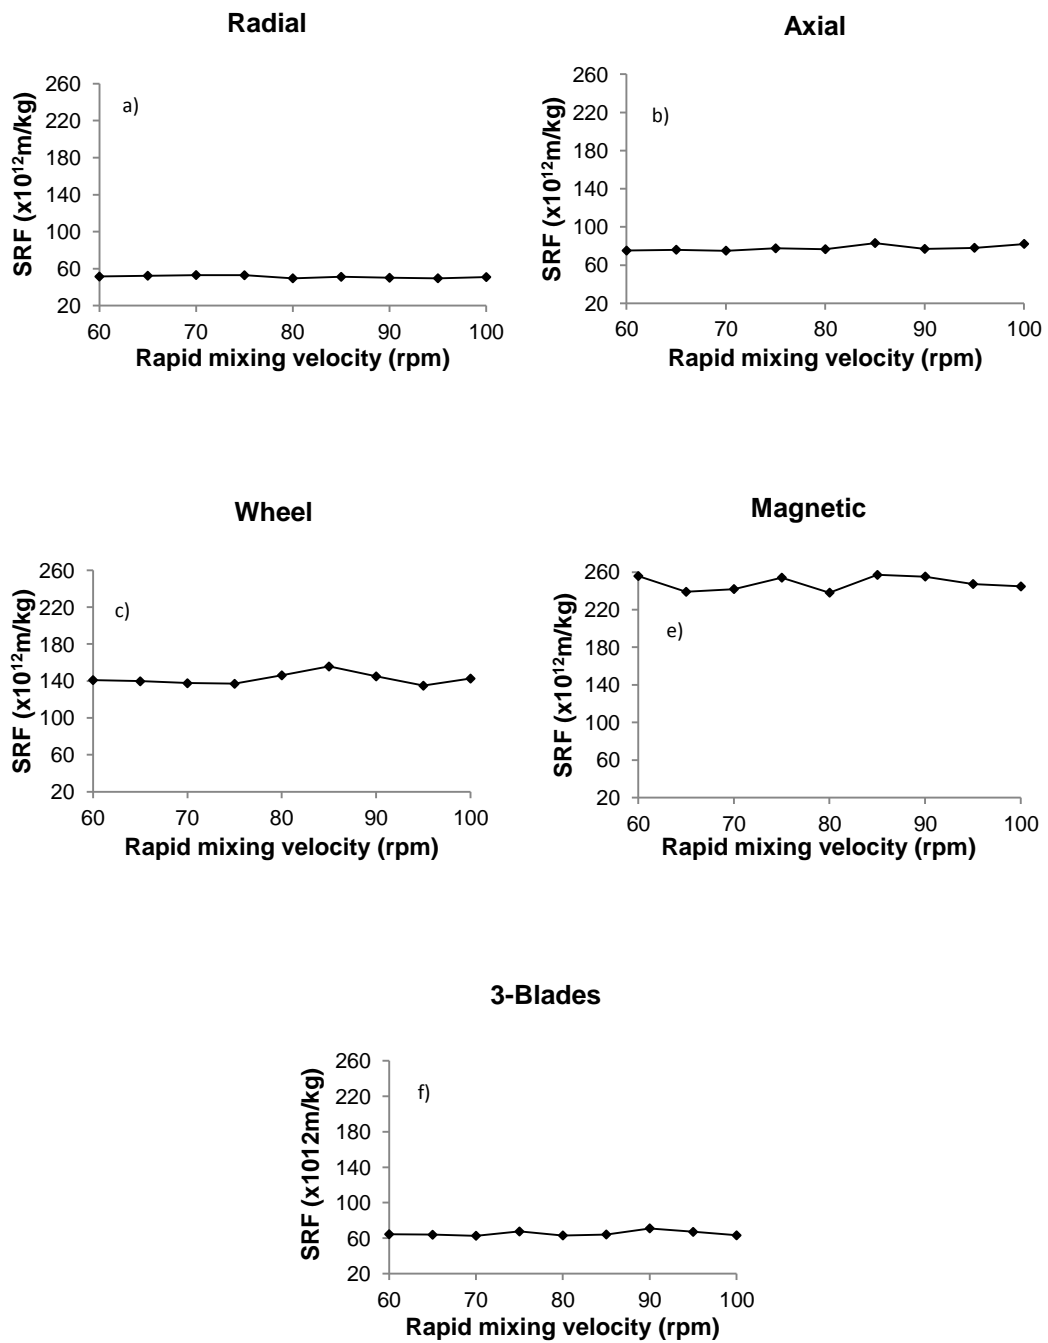 Radial
SRF (x10¹²m/kg)
260
220
180
140
100
60
20
a)
60 70 80 90 100
Rapid mixing velocity (rpm)
Axial
SRF (x10¹²m/kg)
260
220
180
140
100
60
20
b)
60 70 80 90 100
Rapid mixing velocity (rpm)
Wheel
SRF (x10¹²m/kg)
260
220
180
140
100
60
20
c)
60 70 80 90 100
Rapid mixing velocity (rpm)
Magnetic
SRF (x10¹²m/kg)
260
220
180
140
100
60
20
e)
60 70 80 90 100
Rapid mixing velocity (rpm)
3-Blades
SRF (x1012m/kg)
260
220
180
140
100
60
20
f)
60 70 80 90 100
Rapid mixing velocity (rpm)